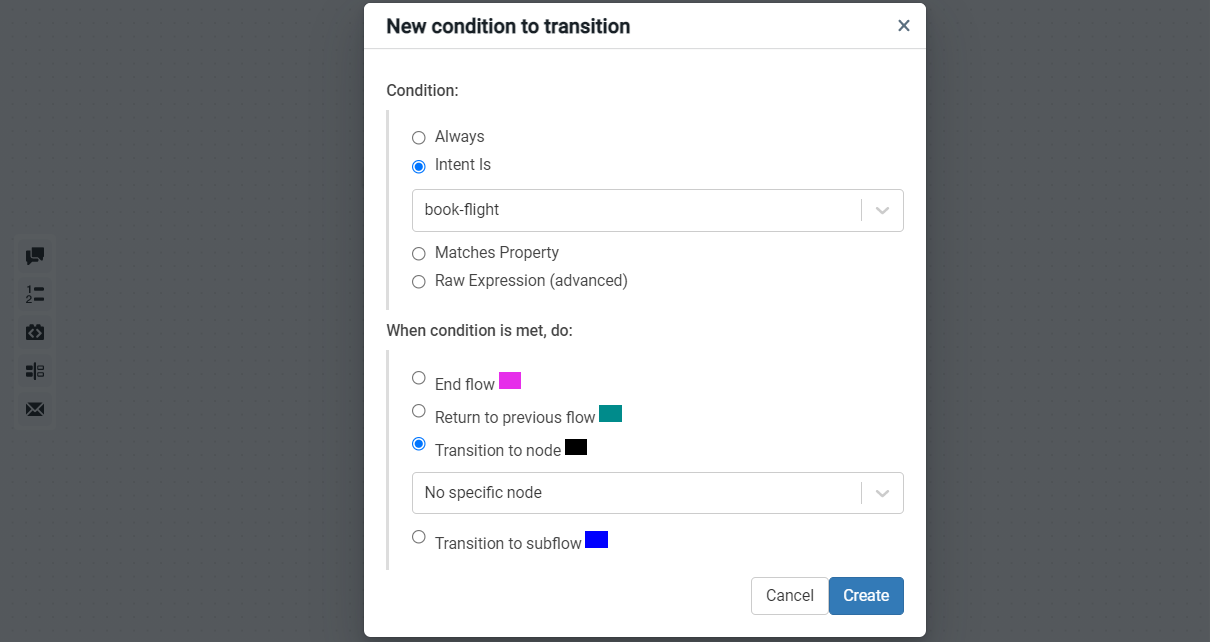 New condition to transition
Condition:
Always
Intent Is
book-flight
Matches Property
Raw Expression (advanced)
When condition is met, do:
End flow
Return to previous flow
Transition to node
No specific node
Transition to subflow
Cancel Create